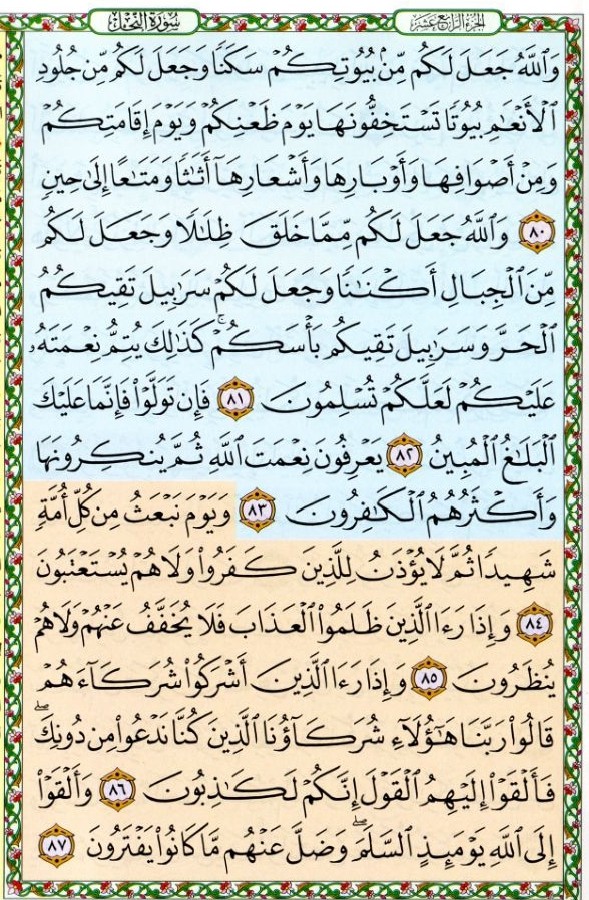 الجزء الرابع عشر
سورة النحل
وَٱللَّهُ جَعَلَ لَكُم مِّنۢ بُيُوتِكُمْ سَكَنًا وَجَعَلَ لَكُم مِّن جُلُودِ
ٱلْأَنْعَٰمِ بُيُوتًا تَسْتَخِفُّونَهَا يَوْمَ ظَعْنِكُمْ وَيَوْمَ إِقَامَتِكُمْ
وَمِنْ أَصْوَافِهَا وَأَوْبَارِهَا وَأَشْعَارِهَآ أَثَٰثًا وَمَتَٰعًا إِلَىٰ حِينٍ
٨٠ وَٱللَّهُ جَعَلَ لَكُم مِّمَّا خَلَقَ ظِلَٰلًا وَجَعَلَ لَكُم
مِّنَ ٱلْجِبَالِ أَكْنَٰنًا وَجَعَلَ لَكُمْ سَرَٰبِيلَ تَقِيكُمُ
ٱلْحَرَّ وَسَرَٰبِيلَ تَقِيكُم بَأْسَكُمْ ۚ كَذَٰلِكَ يُتِمُّ نِعْمَتَهُۥ
عَلَيْكُمْ لَعَلَّكُمْ تُسْلِمُونَ ٨١ فَإِن تَوَلَّوْا۟ فَإِنَّمَا عَلَيْكَ
ٱلْبَلَٰغُ ٱلْمُبِينُ ٨٢ يَعْرِفُونَ نِعْمَتَ ٱللَّهِ ثُمَّ يُنكِرُونَهَا
وَأَكْثَرُهُمُ ٱلْكَٰفِرُونَ ٨٣ وَيَوْمَ نَبْعَثُ مِن كُلِّ أُمَّةٍ
شَهِيدًا ثُمَّ لَا يُؤْذَنُ لِلَّذِينَ كَفَرُوا۟ وَلَا هُمْ يُسْتَعْتَبُونَ
٨٤ وَإِذَا رَءَا ٱلَّذِينَ ظَلَمُوا۟ ٱلْعَذَابَ فَلَا يُخَفَّفُ عَنْهُمْ وَلَا هُمْ
يُنظَرُونَ ٨٥ وَإِذَا رَءَا ٱلَّذِينَ أَشْرَكُوا۟ شُرَكَآءَهُمْ
قَالُوا۟ رَبَّنَا هَٰٓؤُلَآءِ شُرَكَآؤُنَا ٱلَّذِينَ كُنَّا نَدْعُوا۟ مِن دُونِكَ ۖ
فَأَلْقَوْا۟ إِلَيْهِمُ ٱلْقَوْلَ إِنَّكُمْ لَكَٰذِبُونَ ٨٦ وَأَلْقَوْا۟
إِلَى ٱللَّهِ يَوْمَئِذٍ ٱلسَّلَمَ ۖ وَضَلَّ عَنْهُم مَّا كَانُوا۟ يَفْتَرُونَ ٨٧